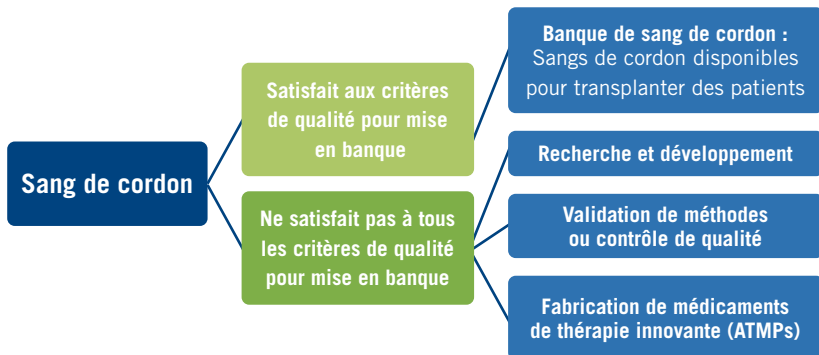 Sang de cordon
Satisfait aux critères
de qualité pour mise
en banque
Ne satisfait pas à tous
les critères de qualité
pour mise en banque
Banque de sang de cordon :
Sangs de cordon disponibles
pour transplanter des patients
Recherche et développement
Validation de méthodes
ou contrôle de qualité
Fabrication de médicaments
de thérapie innovante (ATMPs)